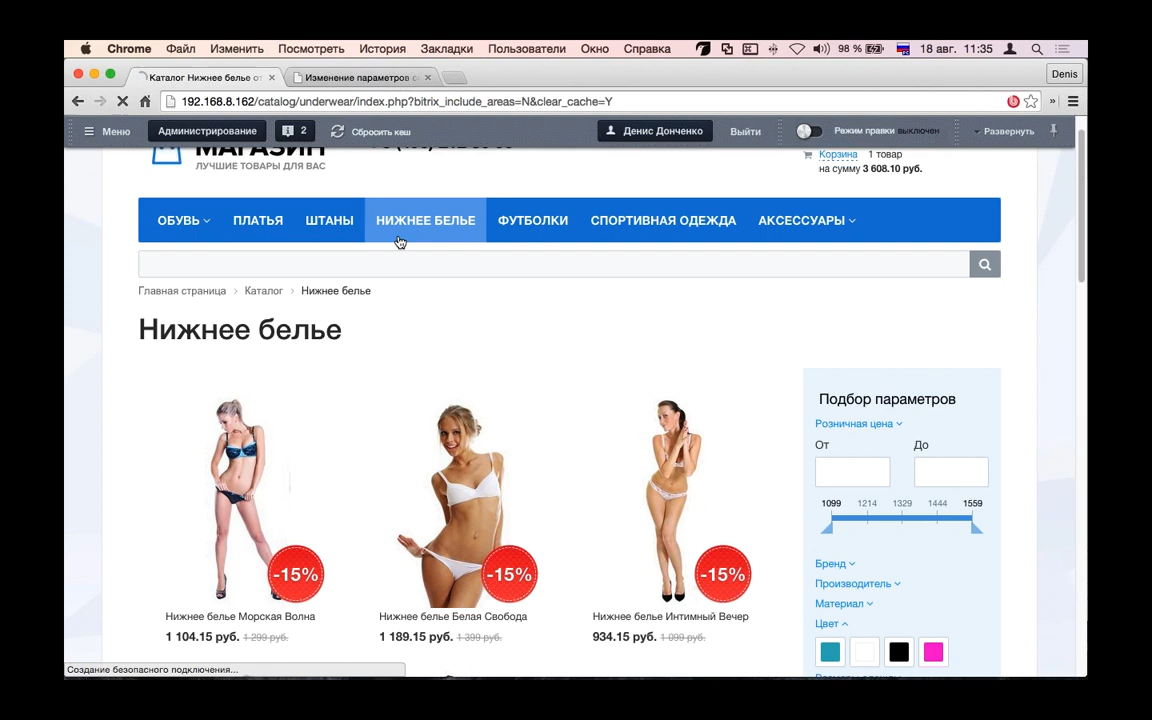 Chrome Файл Изменить Посмотреть История Закладки Пользователи Окно Справка 98 % 18 авг. 11:35
Каталог Нижнее белье от Изменение параметров с Denis
192.168.8.162/catalog/underwear/index.php?bitrix_include_areas=N&clear_cache=Y
Меню Администрирование 2 Сбросить кеш Денис Донченко Выйти Режим правки выключен Развернуть
МАГАЗИН
ЛУЧШИЕ ТОВАРЫ ДЛЯ ВАС
Корзина 1 товар
на сумму 3 608.10 руб.
ОБУВЬ ПЛАТЬЯ ШТАНЫ НИЖНЕЕ БЕЛЬЕ ФУТБОЛКИ СПОРТИВНАЯ ОДЕЖДА АКСЕССУАРЫ
Главная страница > Каталог > Нижнее белье
Нижнее белье
-15% -15% -15%
Нижнее белье Морская Волна Нижнее белье Белая Свобода Нижнее белье Интимный Вечер
1 104.15 руб. 1 299 руб. 1 189.15 руб. 1 399 руб. 934.15 руб. 1 099 руб.
Подбор параметров
Розничная цена
От До
1099 1214 1329 1444 1559
Бренд
Производитель
Материал
Цвет
Создание безопасного подключения...